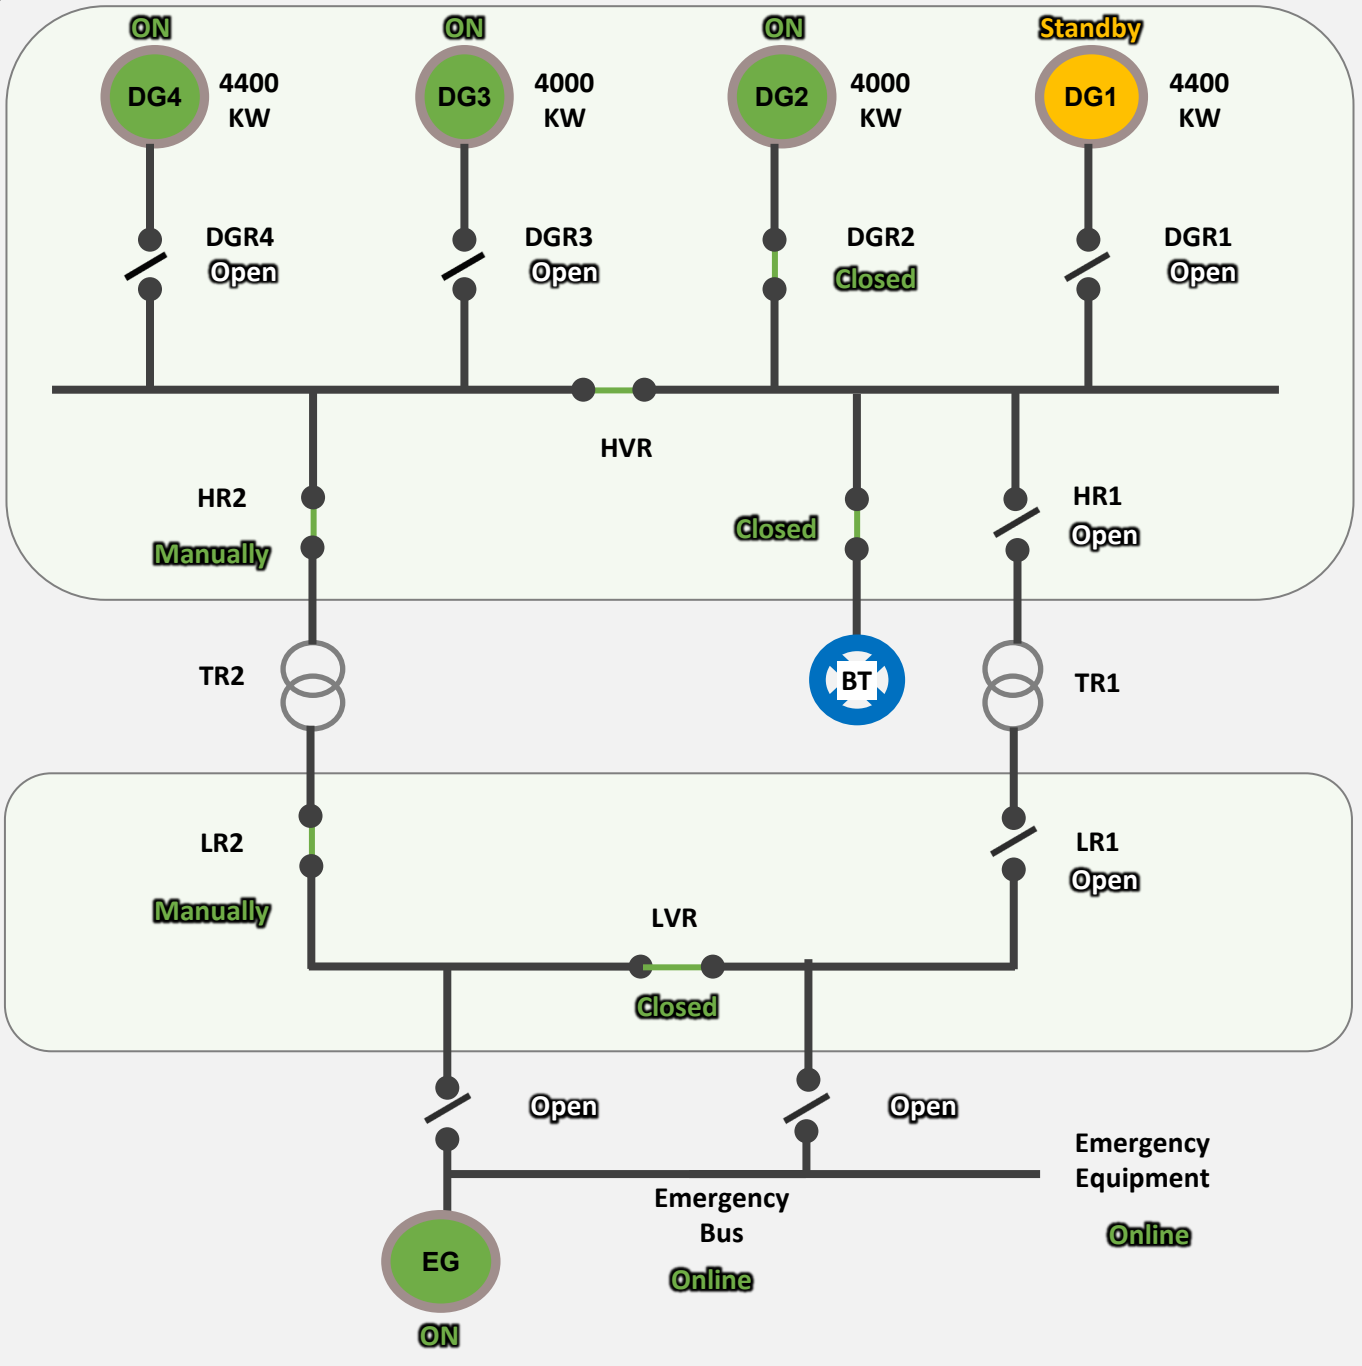 ON
ON
ON
Standby
DG4
4400
KW
DG3
4000
KW
DG2
4000
KW
DG1
4400
KW
DGR4
Open
DGR3
Open
DGR2
Closed
DGR1
Open
HVR
HR2
Manually
Closed
HR1
Open
TR2
BT
TR1
LR2
Manually
LVR
Closed
LR1
Open
Open
Open
Emergency
Equipment
Online
Emergency
Bus
Online
EG
ON